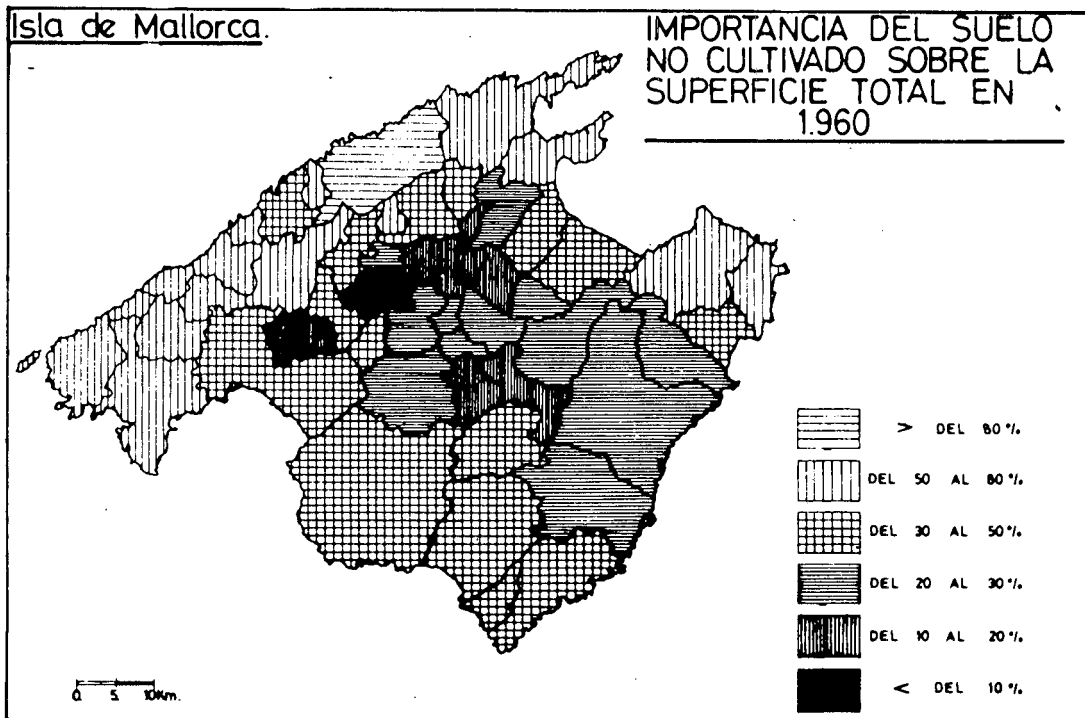 Isla de Mallorca.
IMPORTANCIA DEL SUELO
NO CULTIVADO SOBRE LA
SUPERFICIE TOTAL EN
1.960
> DEL 80 %
DEL 50 AL 80 %
DEL 30 AL 50 %
DEL 20 AL 30 %
DEL 10 AL 20 %
< DEL 10 %
0. 5. 10Km.